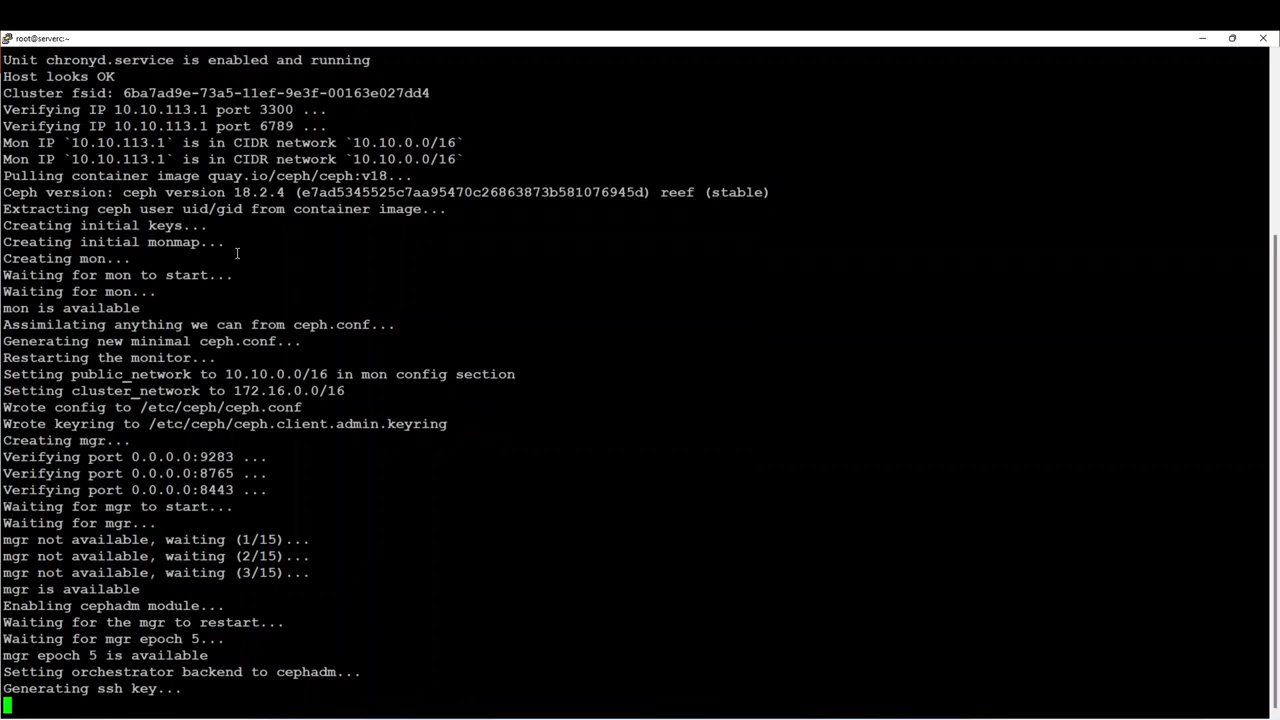 root@serverc:~
Unit chronyd.service is enabled and running
Host looks OK
Cluster fsid: 6ba7ad9e-73a5-11ef-9e3f-00163e027dd4
Verifying IP 10.10.113.1 port 3300 ...
Verifying IP 10.10.113.1 port 6789 ...
Mon IP `10.10.113.1` is in CIDR network `10.10.0.0/16`
Mon IP `10.10.113.1` is in CIDR network `10.10.0.0/16`
Pulling container image quay.io/ceph/ceph:v18...
Ceph version: ceph version 18.2.4 (e7ad5345525c7aa95470c26863873b581076945d) reef (stable)
Extracting ceph user uid/gid from container image...
Creating initial keys...
Creating initial monmap...
Creating mon...
Waiting for mon to start...
Waiting for mon...
mon is available
Assimilating anything we can from ceph.conf...
Generating new minimal ceph.conf...
Restarting the monitor...
Setting public_network to 10.10.0.0/16 in mon config section
Setting cluster_network to 172.16.0.0/16
Wrote config to /etc/ceph/ceph.conf
Wrote keyring to /etc/ceph/ceph.client.admin.keyring
Creating mgr...
Verifying port 0.0.0.0:9283 ...
Verifying port 0.0.0.0:8765 ...
Verifying port 0.0.0.0:8443 ...
Waiting for mgr to start...
Waiting for mgr...
mgr not available, waiting (1/15)...
mgr not available, waiting (2/15)...
mgr not available, waiting (3/15)...
mgr is available
Enabling cephadm module...
Waiting for the mgr to restart...
Waiting for mgr epoch 5...
mgr epoch 5 is available
Setting orchestrator backend to cephadm...
Generating ssh key...